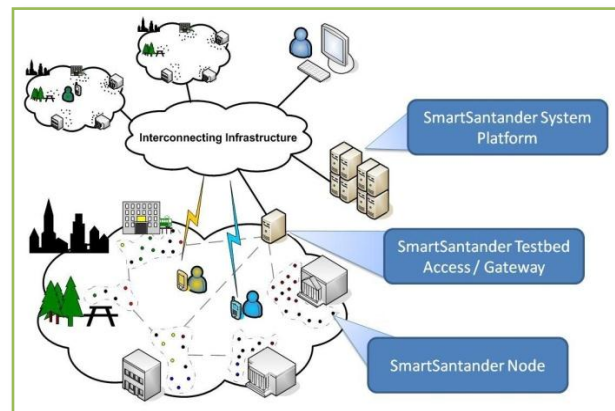 SmartSantander System
Platform
Interconnecting Infrastructure
SmartSantander Testbed
Access / Gateway
SmartSantander Node